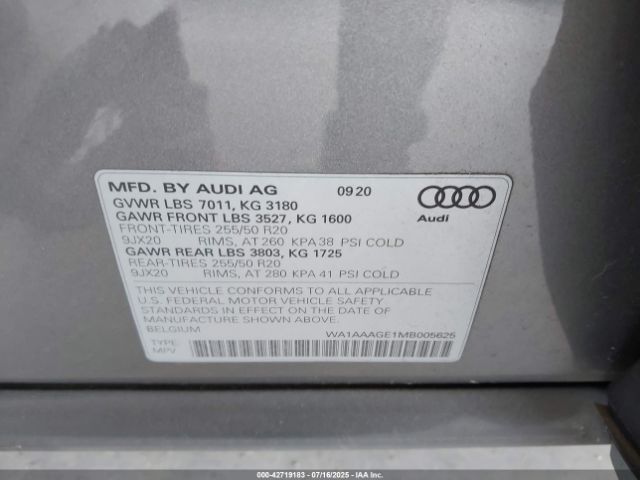 MFD. BY AUDI AG 09 20
GVWR LBS 7011, KG 3180
GAWR FRONT LBS 3527, KG 1600
FRONT-TIRES 255/50 R20
9JX20 RIMS, AT 260 KPA 38 PSI COLD
GAWR REAR LBS 3803, KG 1725
REAR-TIRES 255/50 R20
9JX20 RIMS, AT 280 KPA 41 PSI COLD
Audi
THIS VEHICLE CONFORMS TO ALL APPLICABLE
U.S. FEDERAL MOTOR VEHICLE SAFETY
STANDARDS IN EFFECT ON THE DATE OF
MANUFACTURE SHOWN ABOVE.
BELGIUM
WA1AAAGE1MB005625
TYPE:
MPV
000-42719183 - 07/16/2025 - IAAI.COM